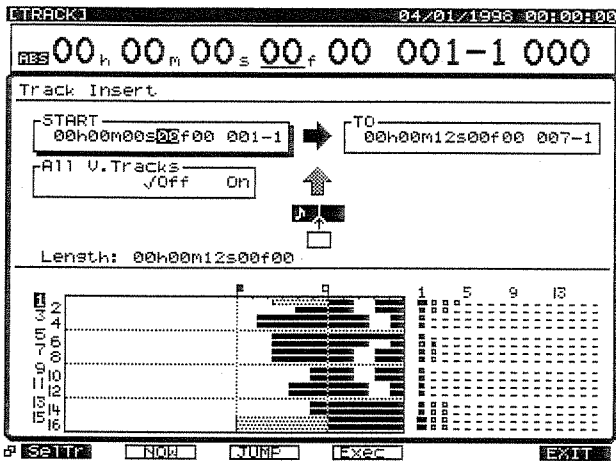 [TRACK] 04/01/1998 00:00:00
ABS 00h 00m 00s 00f 00 001-1 000
Track Insert
START
00h00m00s00f00 001-1
TO
00h00m12s00f00 007-1
All V.Tracks
√Off On
Length: 00h00m12s00f00
1 5 9 13
1
2
3
4
5
6
7
8
9
10
11
12
13
14
15
16
SelTr NOW JUMP Exec EXIT